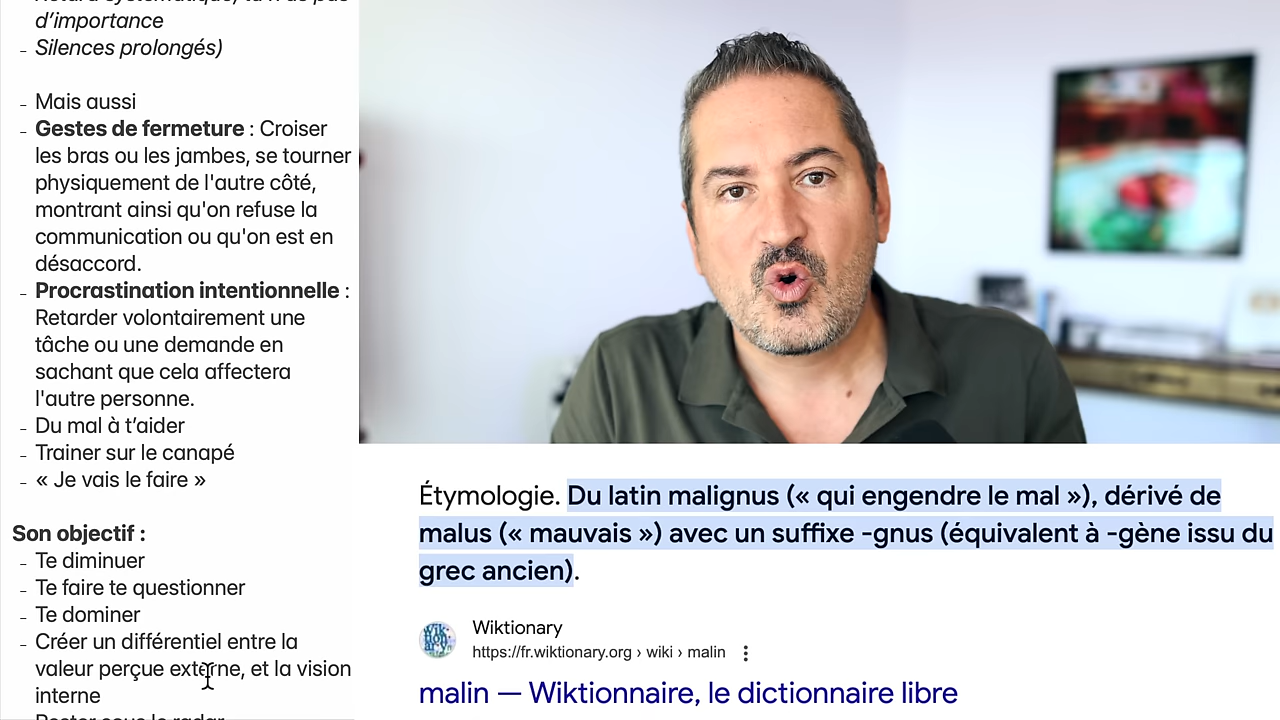 d’importance
- Silences prolongés)
- Mais aussi
- Gestes de fermeture : Croiser
les bras ou les jambes, se tourner
physiquement de l'autre côté,
montrant ainsi qu'on refuse la
communication ou qu'on est en
désaccord.
- Procrastination intentionnelle :
Retarder volontairement une
tâche ou une demande en
sachant que cela affectera
l'autre personne.
- Du mal à t’aider
- Trainer sur le canapé
- « Je vais le faire »
Son objectif :
- Te diminuer
- Te faire te questionner
- Te dominer
- Créer un différentiel entre la
valeur perçue externe, et la vision
interne
Étymologie. Du latin malignus (« qui engendre le mal »), dérivé de
malus (« mauvais ») avec un suffixe -gnus (équivalent à -gène issu du
grec ancien).
Wiktionary
https://fr.wiktionary.org › wiki › malin
malin — Wiktionnaire, le dictionnaire libre